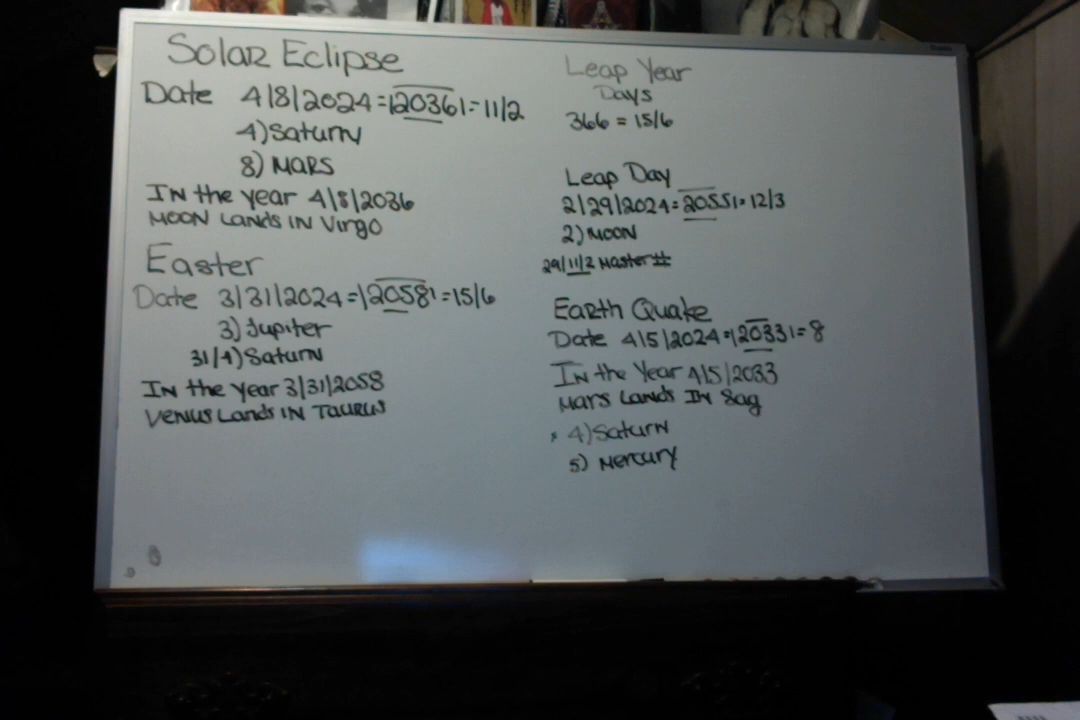 Solar Eclipse
Date 4/8/2024=|2036|=11/2
4) Saturn
8) MARS
IN the year 4/8/2036
MOON Lands IN Virgo
Easter
Date 3/31/2024=|2058|=15/6
3) Jupiter
31/4) Saturn
IN the Year 3/31/2058
VENUS Lands IN TAURUS
Leap Year
Days
366 = 15/6
Leap Day
2/29/2024=2055|=12/3
2) MOON
29/11/2 Master #
Earth Quake
Date 4/5/2024=|2033|=8
In the Year 4/5/2033
Mars Lands In Sag
4) Saturn
5) Mercury